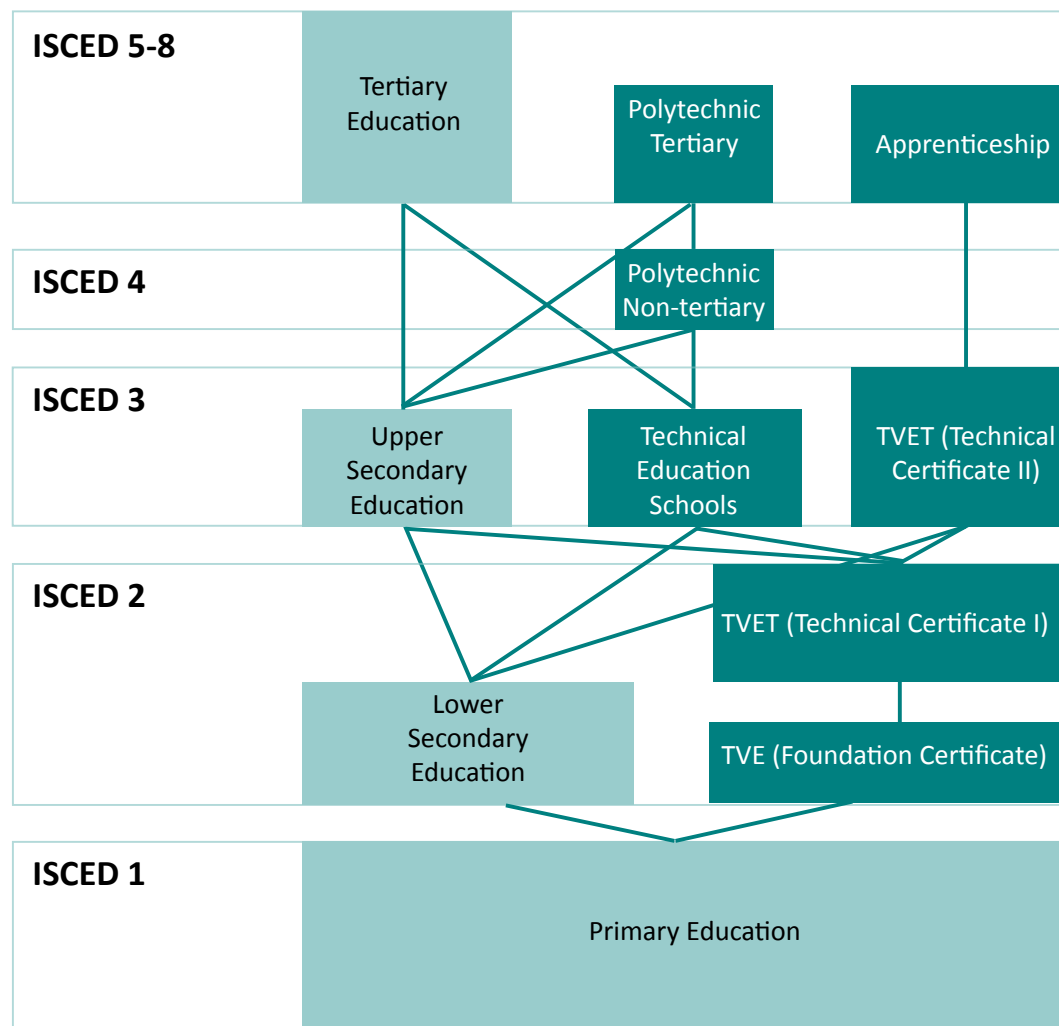 ISCED 5-8
Tertiary
Education
Polytechnic
Tertiary
Apprenticeship
ISCED 4
Polytechnic
Non-tertiary
ISCED 3
Upper
Secondary
Education
Technical
Education
Schools
TVET (Technical
Certificate II)
ISCED 2
TVET (Technical Certificate I)
Lower
Secondary
Education
TVE (Foundation Certificate)
ISCED 1
Primary Education